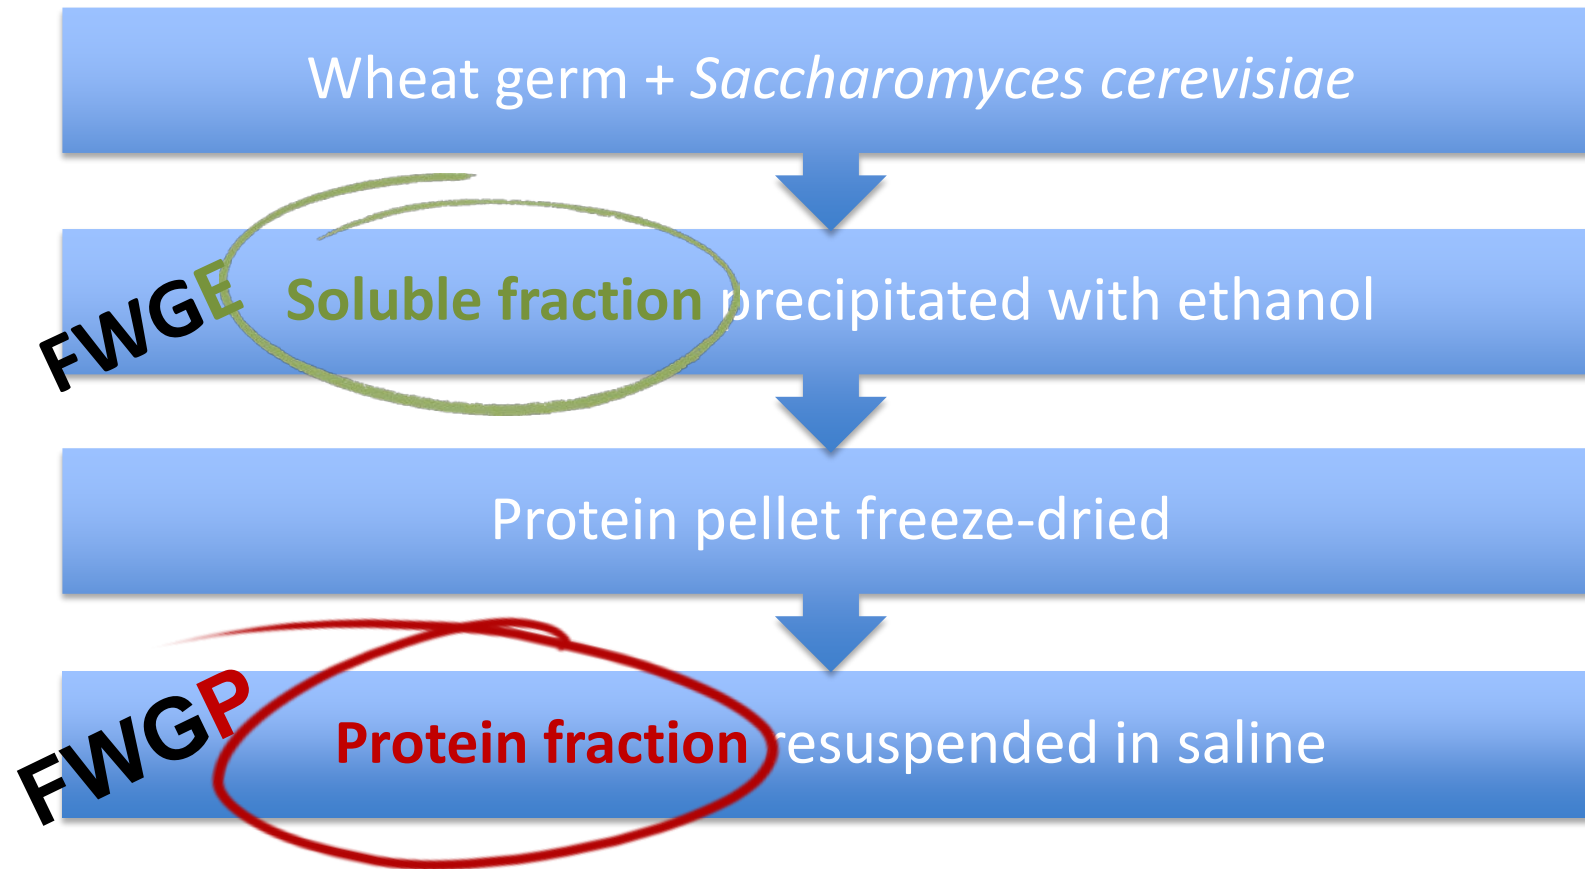 Wheat germ + Saccharomyces cerevisiae
FWGE
Soluble fraction precipitated with ethanol
Protein pellet freeze-dried
FWGP
Protein fraction resuspended in saline